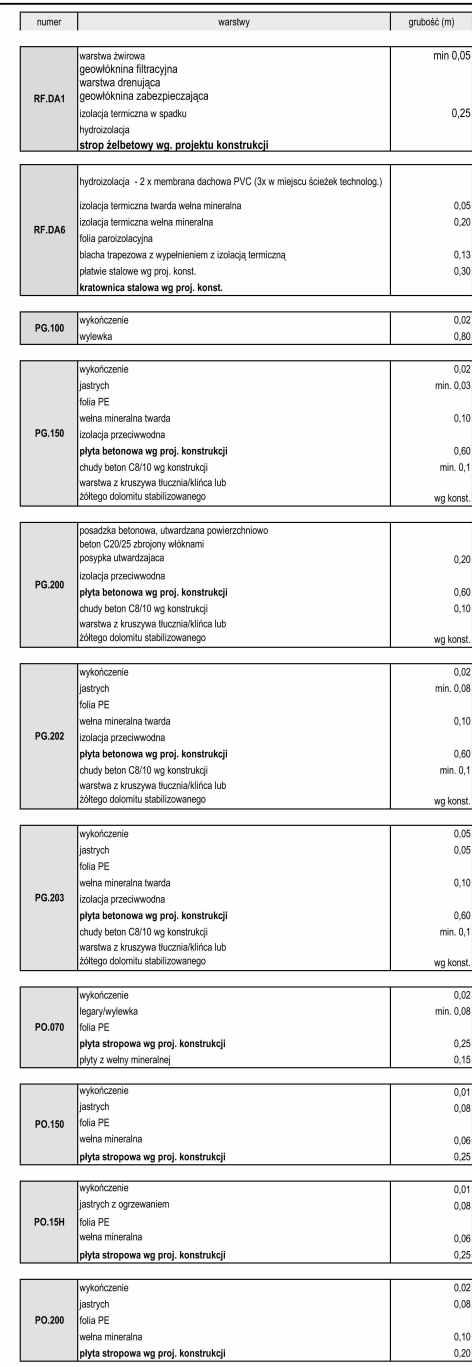 numer warstwy grubość (m)
RF.DA1
warstwa żwirowa min 0,05
geowłóknina filtracyjna
warstwa drenująca
geowłóknina zabezpieczająca
izolacja termiczna w spadku 0,25
hydroizolacja
strop żelbetowy wg. projektu konstrukcji
RF.DA6
hydroizolacja - 2 x membrana dachowa PVC (3x w miejscu ścieżek technolog.)
izolacja termiczna twarda wełna mineralna 0,05
izolacja termiczna wełna mineralna 0,20
folia paroizolacyjna
blacha trapezowa z wypełnieniem z izolacją termiczną 0,13
płatwie stalowe wg proj. konst. 0,30
kratownica stalowa wg proj. konst.
PG.100
wykończenie 0,02
wylewka 0,80
PG.150
wykończenie 0,02
jastrych min. 0,03
folia PE
wełna mineralna twarda 0,10
izolacja przeciwwodna
płyta betonowa wg proj. konstrukcji 0,60
chudy beton C8/10 wg konstrukcji min. 0,1
warstwa z kruszywa tłucznia/klińca lub
żółtego dolomitu stabilizowanego wg konst.
PG.200
posadzka betonowa, utwardzana powierzchniowo
beton C20/25 zbrojony włóknami
posypka utwardzajaca 0,20
izolacja przeciwwodna
płyta betonowa wg proj. konstrukcji 0,60
chudy beton C8/10 wg konstrukcji 0,10
warstwa z kruszywa tłucznia/klińca lub
żółtego dolomitu stabilizowanego wg konst.
PG.202
wykończenie 0,02
jastrych min. 0,08
folia PE
wełna mineralna twarda 0,10
izolacja przeciwwodna
płyta betonowa wg proj. konstrukcji 0,60
chudy beton C8/10 wg konstrukcji min. 0,1
warstwa z kruszywa tłucznia/klińca lub
żółtego dolomitu stabilizowanego wg konst.
PG.203
wykończenie 0,05
jastrych 0,05
folia PE
wełna mineralna twarda 0,10
izolacja przeciwwodna
płyta betonowa wg proj. konstrukcji 0,60
chudy beton C8/10 wg konstrukcji min. 0,1
warstwa z kruszywa tłucznia/klińca lub
żółtego dolomitu stabilizowanego wg konst.
PO.070
wykończenie 0,02
legary/wylewka min. 0,08
folia PE
płyta stropowa wg proj. konstrukcji 0,25
płyty z wełny mineralnej 0,15
PO.150
wykończenie 0,01
jastrych 0,08
folia PE
wełna mineralna 0,06
płyta stropowa wg proj. konstrukcji 0,25
PO.15H
wykończenie 0,01
jastrych z ogrzewaniem 0,08
folia PE
wełna mineralna 0,06
płyta stropowa wg proj. konstrukcji 0,25
PO.200
wykończenie 0,02
jastrych 0,08
folia PE
wełna mineralna 0,10
płyta stropowa wg proj. konstrukcji 0,20